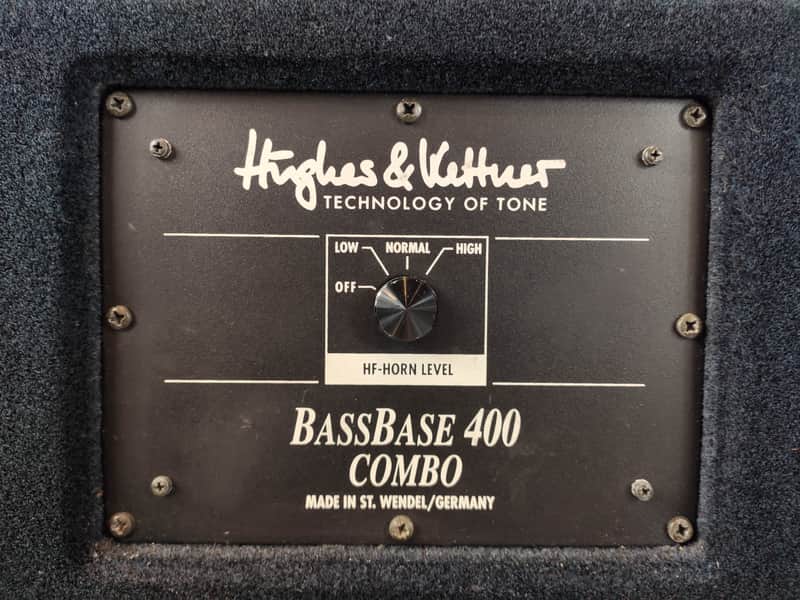 Hughes & Kettner
TECHNOLOGY OF TONE
LOW NORMAL HIGH
OFF
HF-HORN LEVEL
BASSBASE 400
COMBO
MADE IN ST. WENDEL/GERMANY